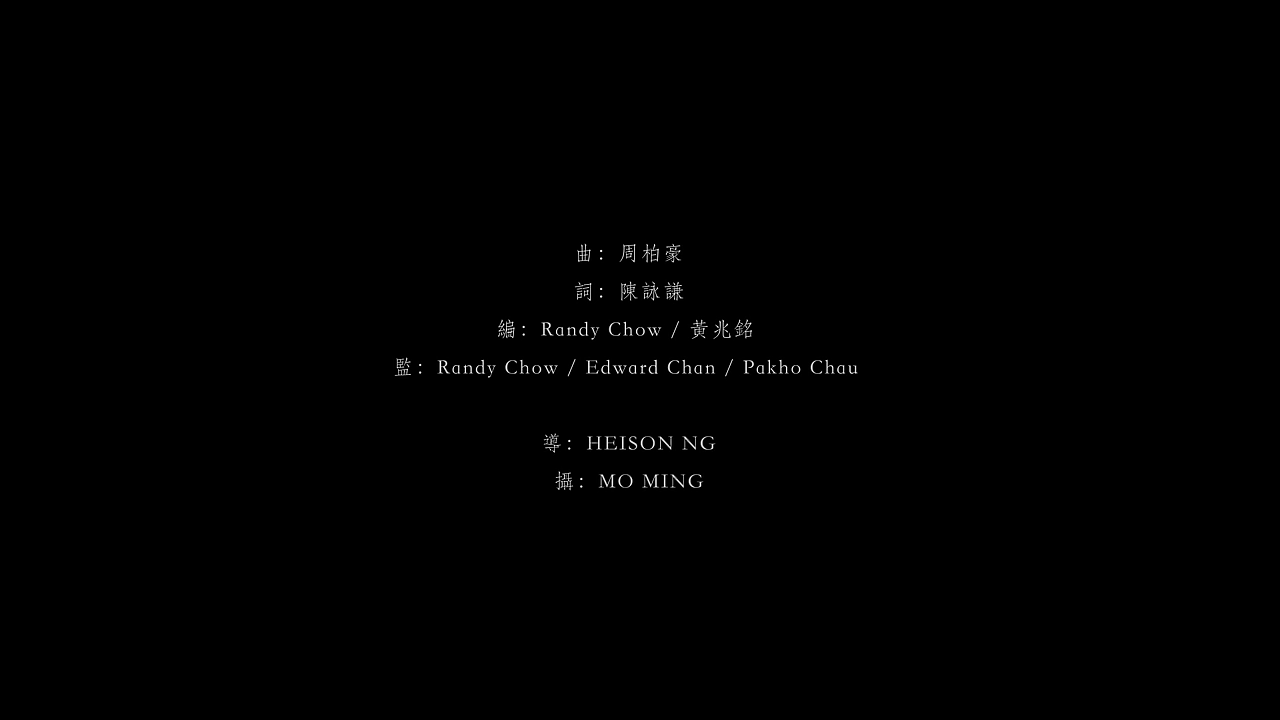 曲：周柏豪
詞：陳詠謙
編：Randy Chow / 黃兆銘
監：Randy Chow / Edward Chan / Pakho Chau
導：HEISON NG
攝：MO MING